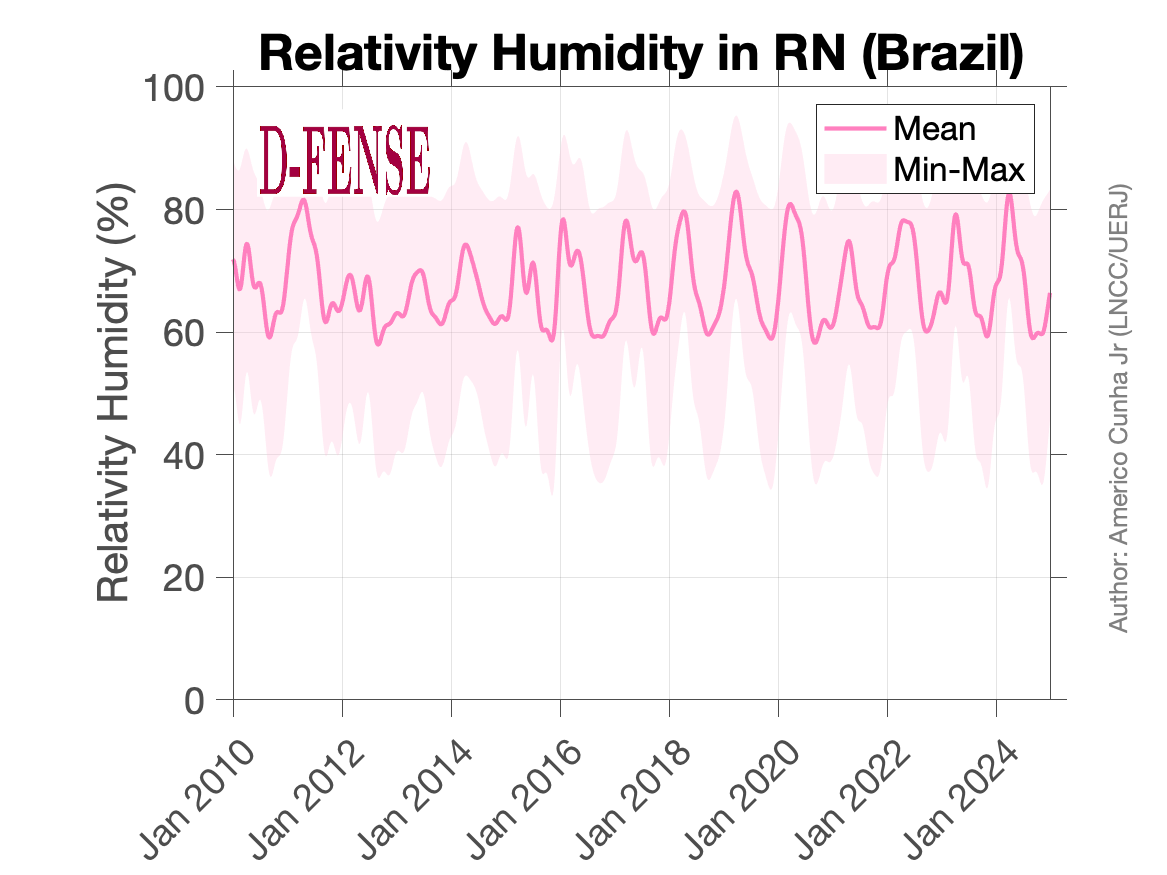 Relativity Humidity in RN (Brazil)
D-FENSE
Mean
Min-Max
Relativity Humidity (%)
100
80
60
40
20
0
Jan 2010
Jan 2012
Jan 2014
Jan 2016
Jan 2018
Jan 2020
Jan 2022
Jan 2024
Author: Americo Cunha Jr (LNCC/UERJ)